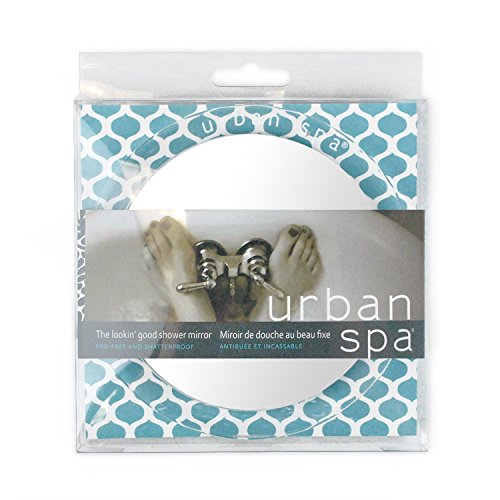 urban spa®
urban
spa®
The lookin' good shower mirror
FOG-FREE AND SHATTERPROOF
Miroir de douche au beau fixe
ANTIBUÉE ET INCASSABLE